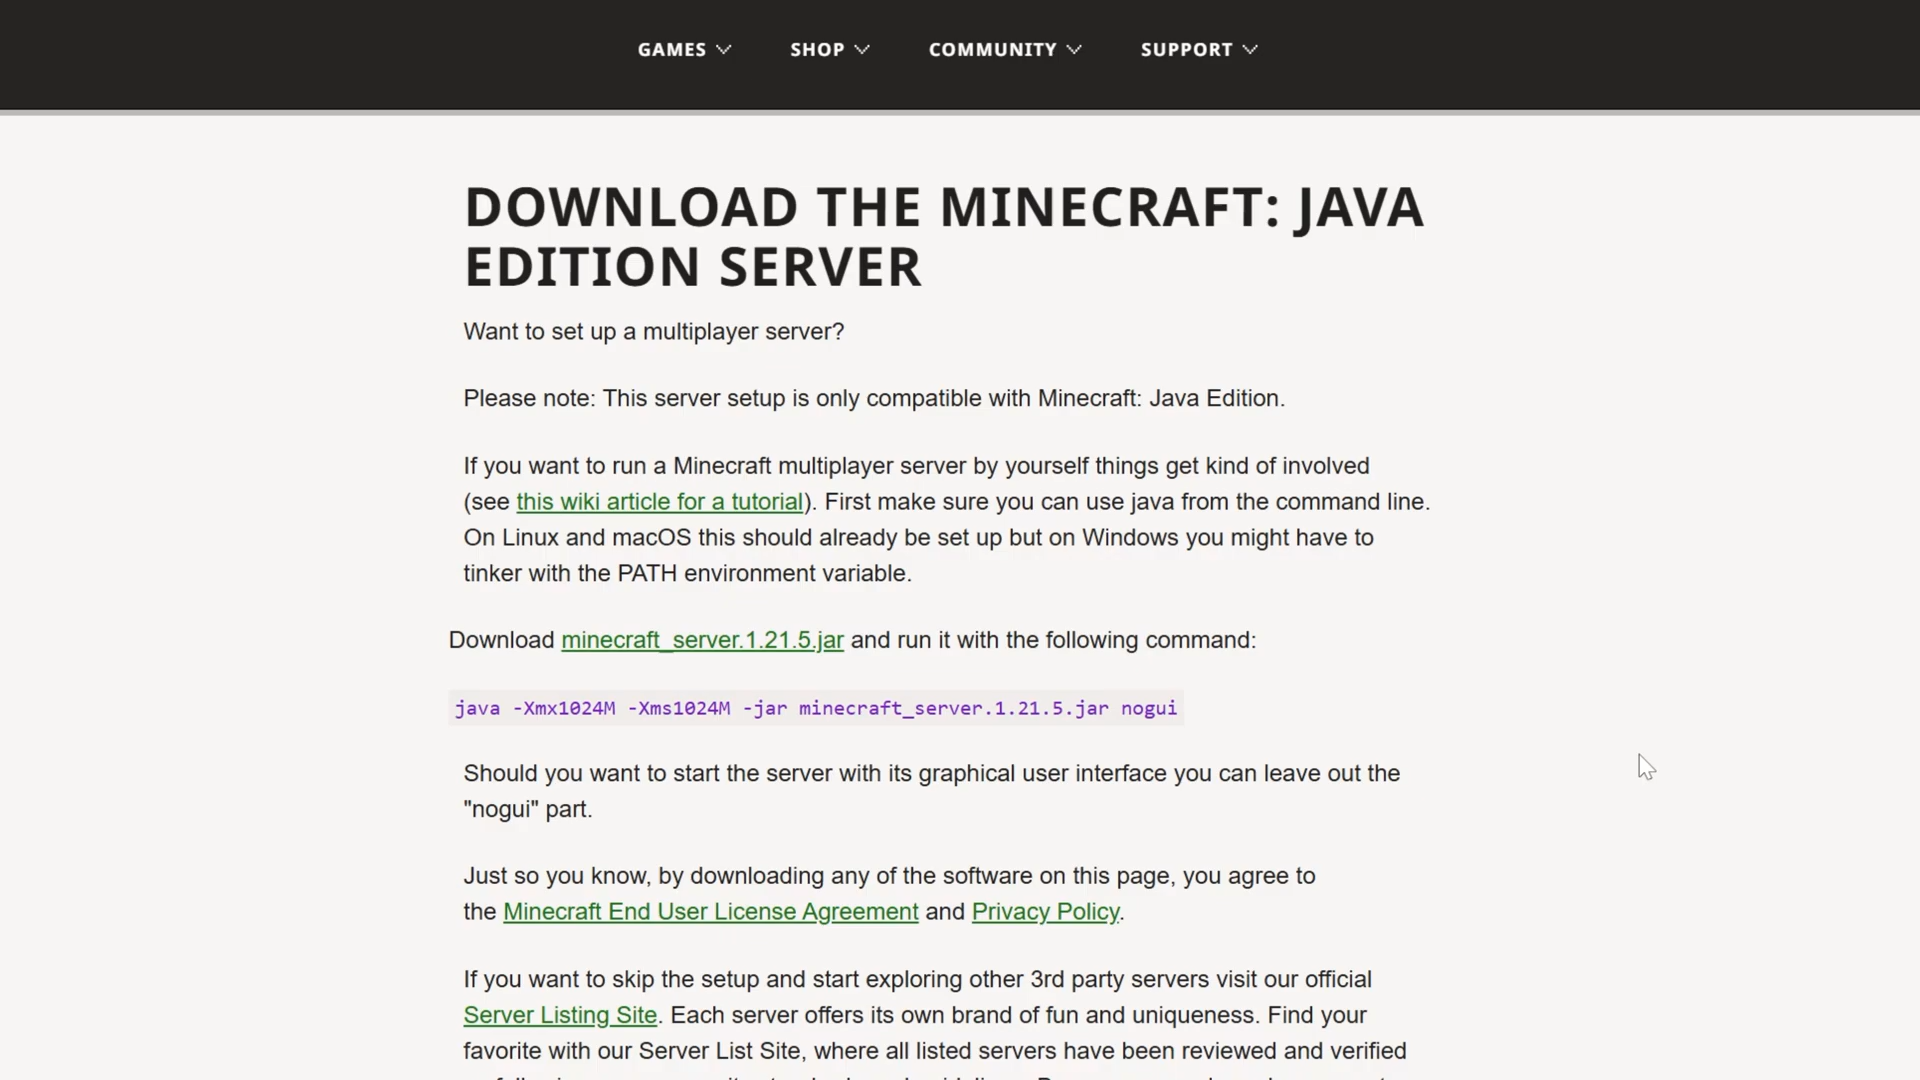 GAMES SHOP COMMUNITY SUPPORT
DOWNLOAD THE MINECRAFT: JAVA
EDITION SERVER
Want to set up a multiplayer server?
Please note: This server setup is only compatible with Minecraft: Java Edition.
If you want to run a Minecraft multiplayer server by yourself things get kind of involved
(see this wiki article for a tutorial). First make sure you can use java from the command line.
On Linux and macOS this should already be set up but on Windows you might have to
tinker with the PATH environment variable.
Download minecraft_server.1.21.5.jar and run it with the following command:
java -Xmx1024M -Xms1024M -jar minecraft_server.1.21.5.jar nogui
Should you want to start the server with its graphical user interface you can leave out the
"nogui" part.
Just so you know, by downloading any of the software on this page, you agree to
the Minecraft End User License Agreement and Privacy Policy.
If you want to skip the setup and start exploring other 3rd party servers visit our official
Server Listing Site. Each server offers its own brand of fun and uniqueness. Find your
favorite with our Server List Site, where all listed servers have been reviewed and verified